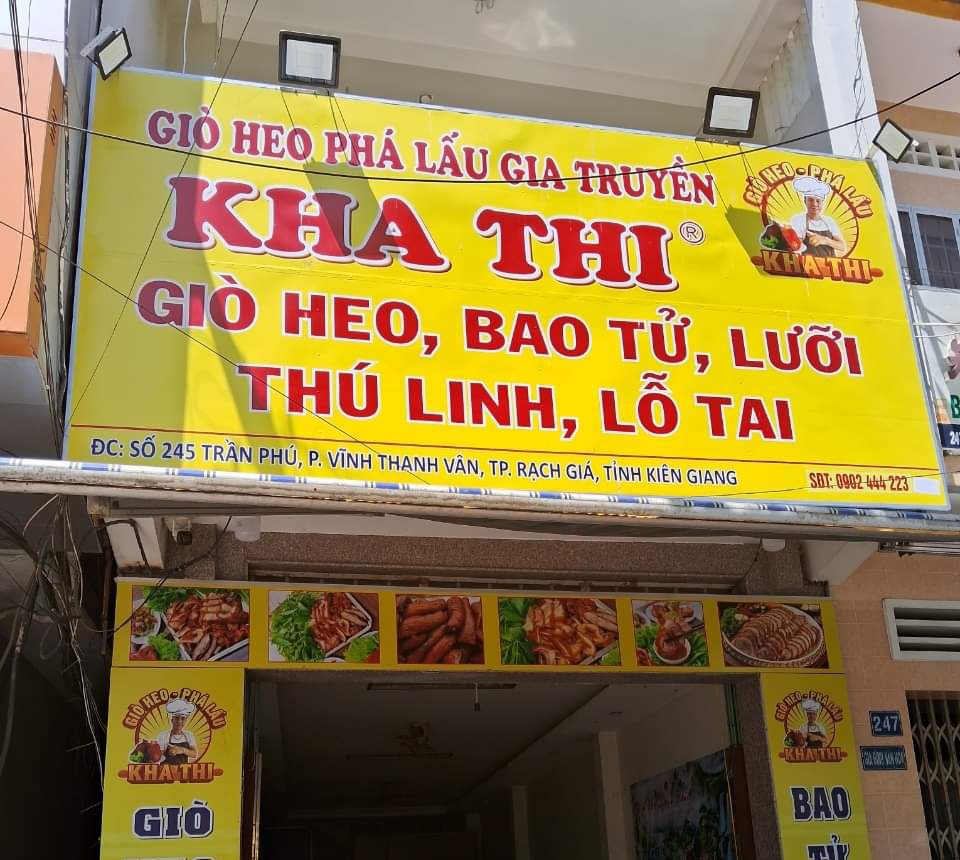 GIÒ HEO PHÁ LẤU GIA TRUYỀN
KHA THI®
GIÒ HEO - PHÁ LẤU
KHA THI
GIÒ HEO, BAO TỬ, LƯỠI
THÚ LINH, LỖ TAI
ĐC: SỐ 245 TRẦN PHÚ, P. VĨNH THANH VÂN, TP. RẠCH GIÁ, TỈNH KIÊN GIANG
SĐT: 0902 444 223
GIÒ HEO - PHÁ LẤU
KHA THI
GIÒ
GIÒ HEO - PHÁ LẤU
KHA THI
BAO
TỬ
247